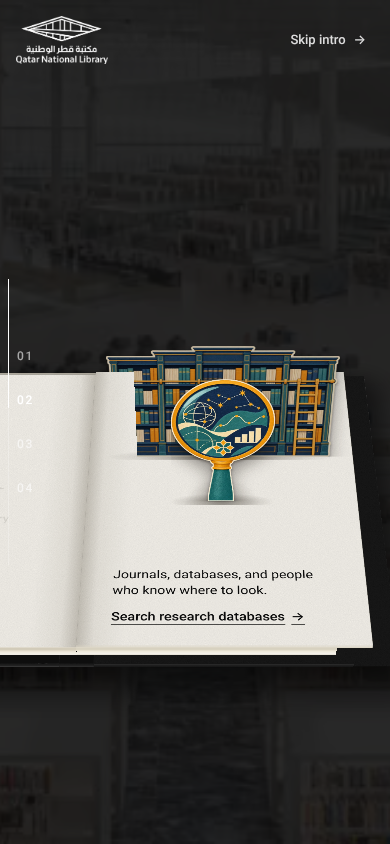 مكتبة قطر الوطنية
Qatar National Library
Skip intro →
01
02
03
04
Journals, databases, and people
who know where to look.
Search research databases →